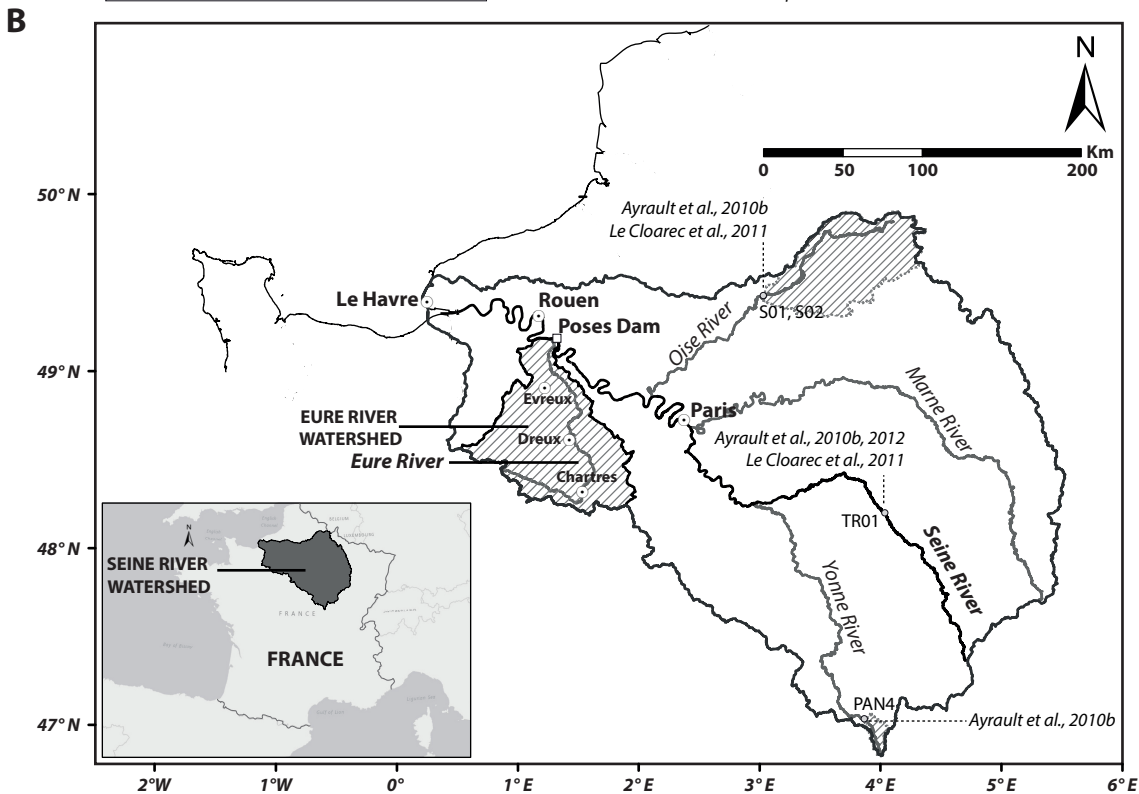 B
N
Km
0 50 100 200
50° N
49° N
48° N
47° N
Ayrault et al., 2010b
Le Cloarec et al., 2011
S01, S02
Oise River
Le Havre
Rouen
Poses Dam
Evreux
EURE RIVER
WATERSHED
Dreux
Eure River
Chartres
Paris
Marne River
Ayrault et al., 2010b, 2012
Le Cloarec et al., 2011
TR01
Seine River
Yonne River
PAN4
Ayrault et al., 2010b
N
SEINE RIVER
WATERSHED
BELGIUM
LUXEMBOURG
FRANCE
FRANCE
2°W 1°W 0° 1°E 2°E 3°E 4°E 5°E 6°E